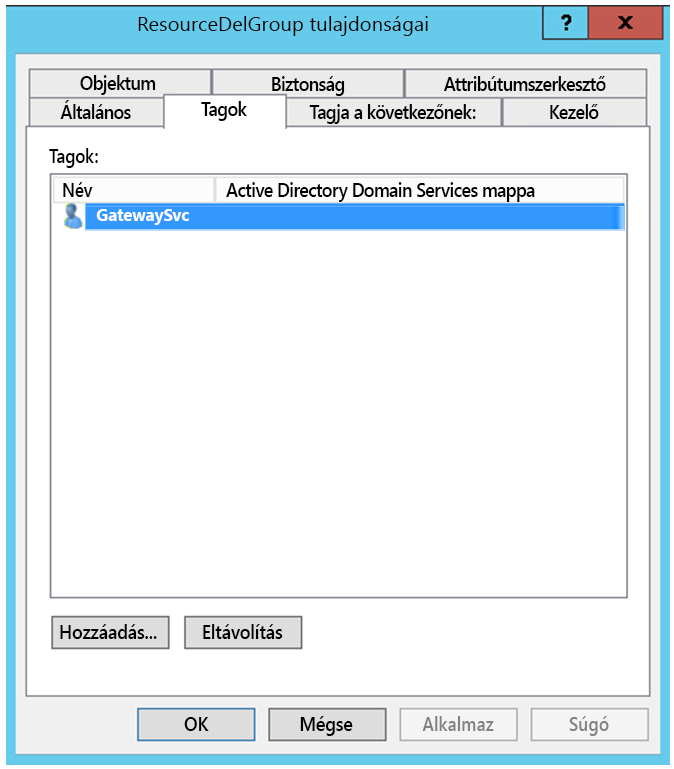 ResourceDelGroup tulajdonságai
?
x
Objektum
Biztonság
Attribútumszerkesztő
Általános
Tagok
Tagja a következőnek:
Kezelő
Tagok:
Név
Active Directory Domain Services mappa
GatewaySvc
Hozzáadás...
Eltávolítás
OK
Mégse
Alkalmaz
Súgó